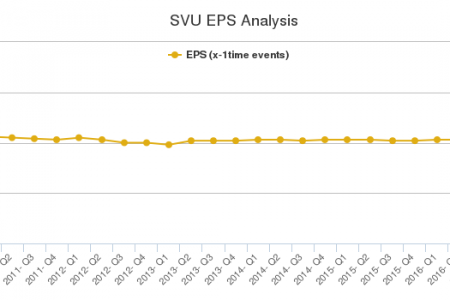 SVU EPS Analysis
EPS (x-1time events)
Q2
2011- Q3
2011- Q4
2012- Q1
2012- Q2
2012- Q3
2012- Q4
2013- Q1
2013- Q2
2013- Q3
2013- Q4
2014- Q1
2014- Q2
2014- Q3
2014- Q4
2015- Q1
2015- Q2
2015- Q3
2015- Q4
2016- Q1
2016-